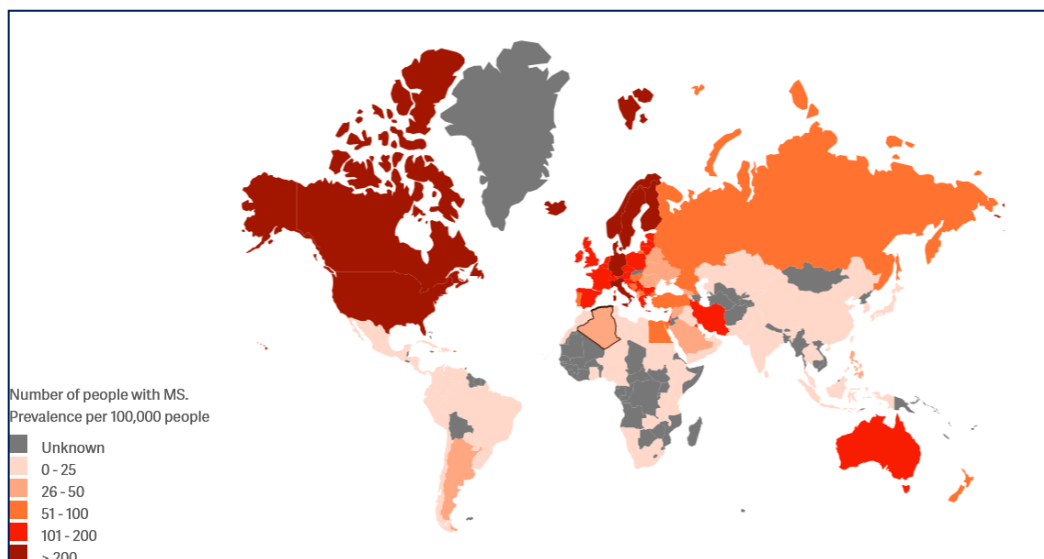 Number of people with MS.
Prevalence per 100,000 people
Unknown
0 - 25
26 - 50
51 - 100
101 - 200
> 200